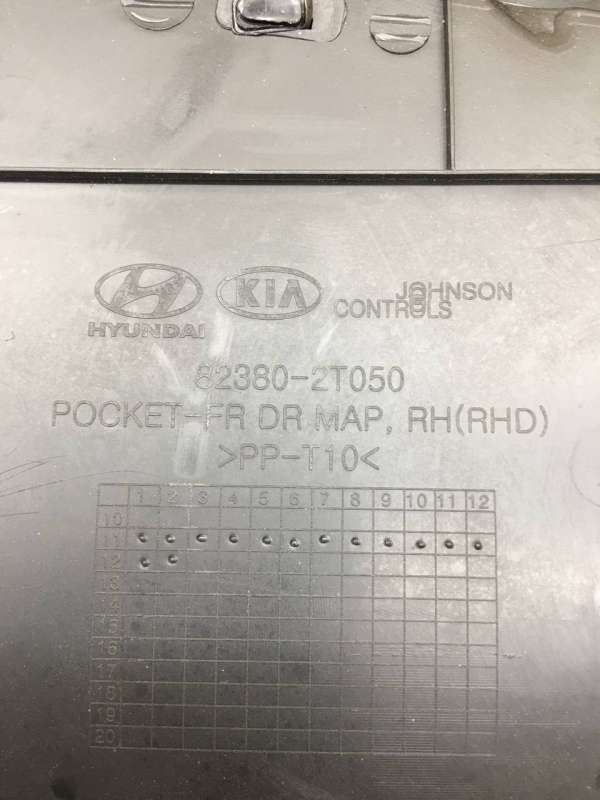 HYUNDAI KIA JOHNSON CONTROLS
82380-2T050
POCKET-FR DR MAP, RH(RHD)
>PP-T10<
1 2 3 4 5 6 7 8 9 10 11 12
10
11
12
13
14
15
16
17
18
19
20